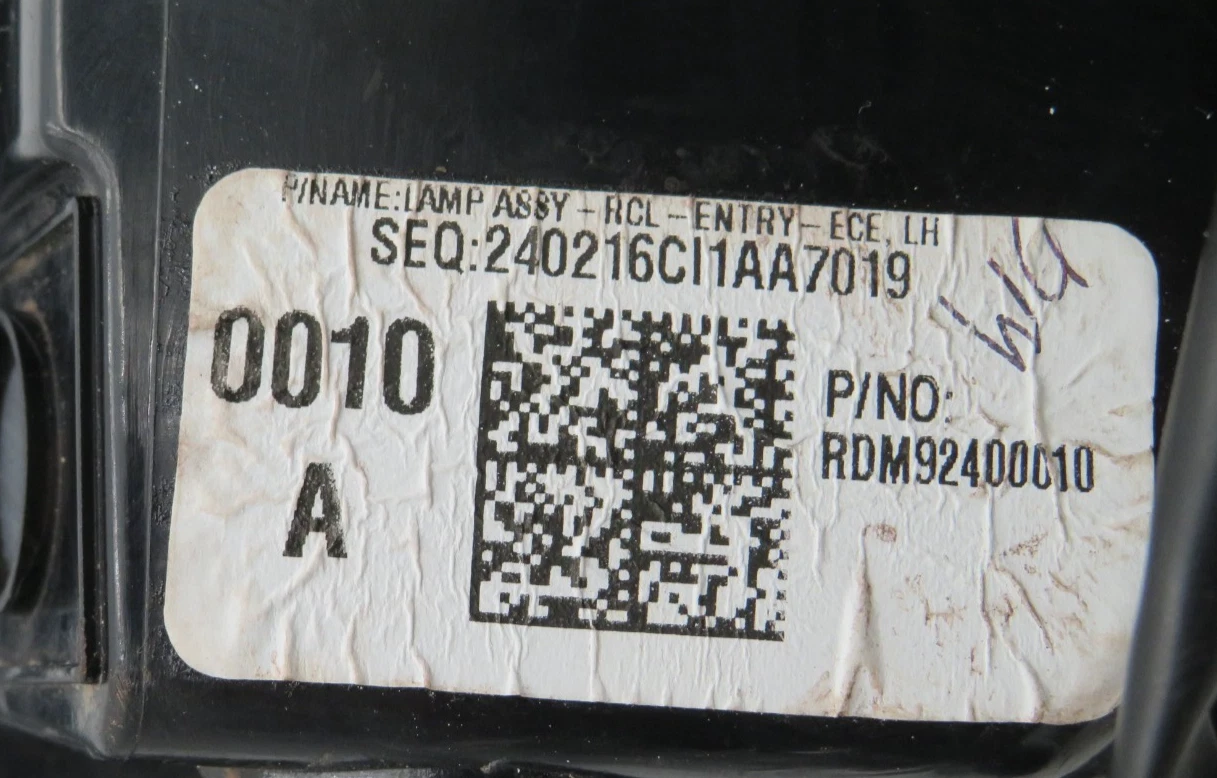 P/NAME:LAMP ASSY - RCL - ENTRY - ECE, LH
SEQ:240216CI1AA7019
0010
A
P/NO:
RDM92400010